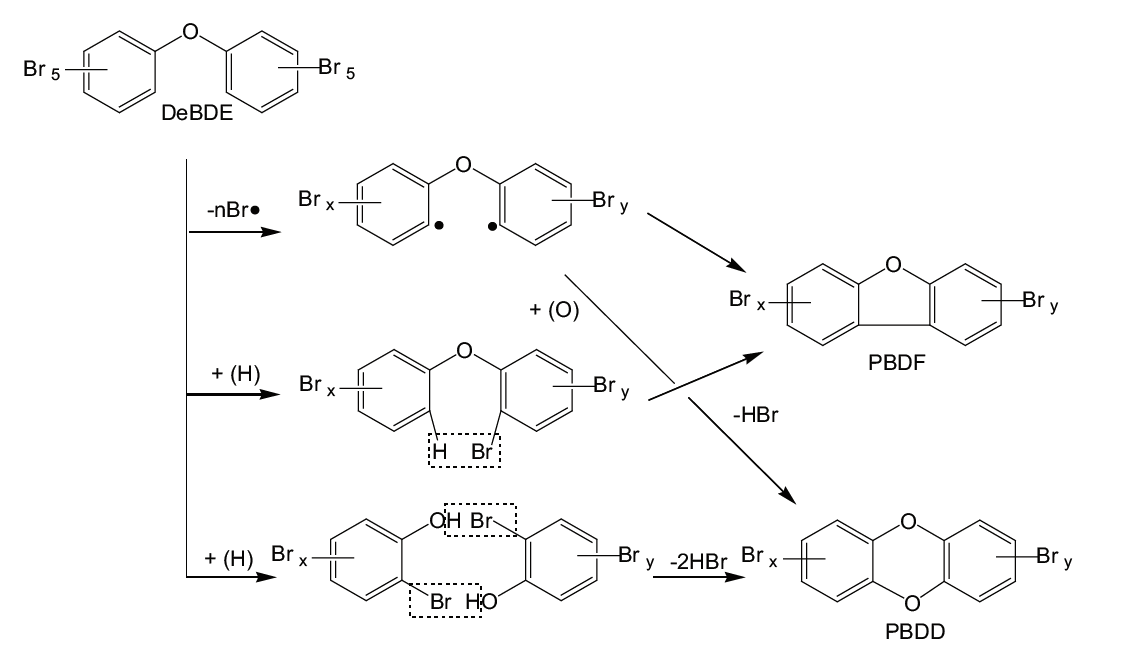 O
Br 5
Br 5
DeBDE
-nBr•
Br x
O
Br y
+ (O)
Br x
O
Br y
PBDF
+ (H)
Br x
O
Br y
H Br
-HBr
+ (H)
Br x
OH Br
Br HO
Br y
-2HBr
Br x
O
O
Br y
PBDD